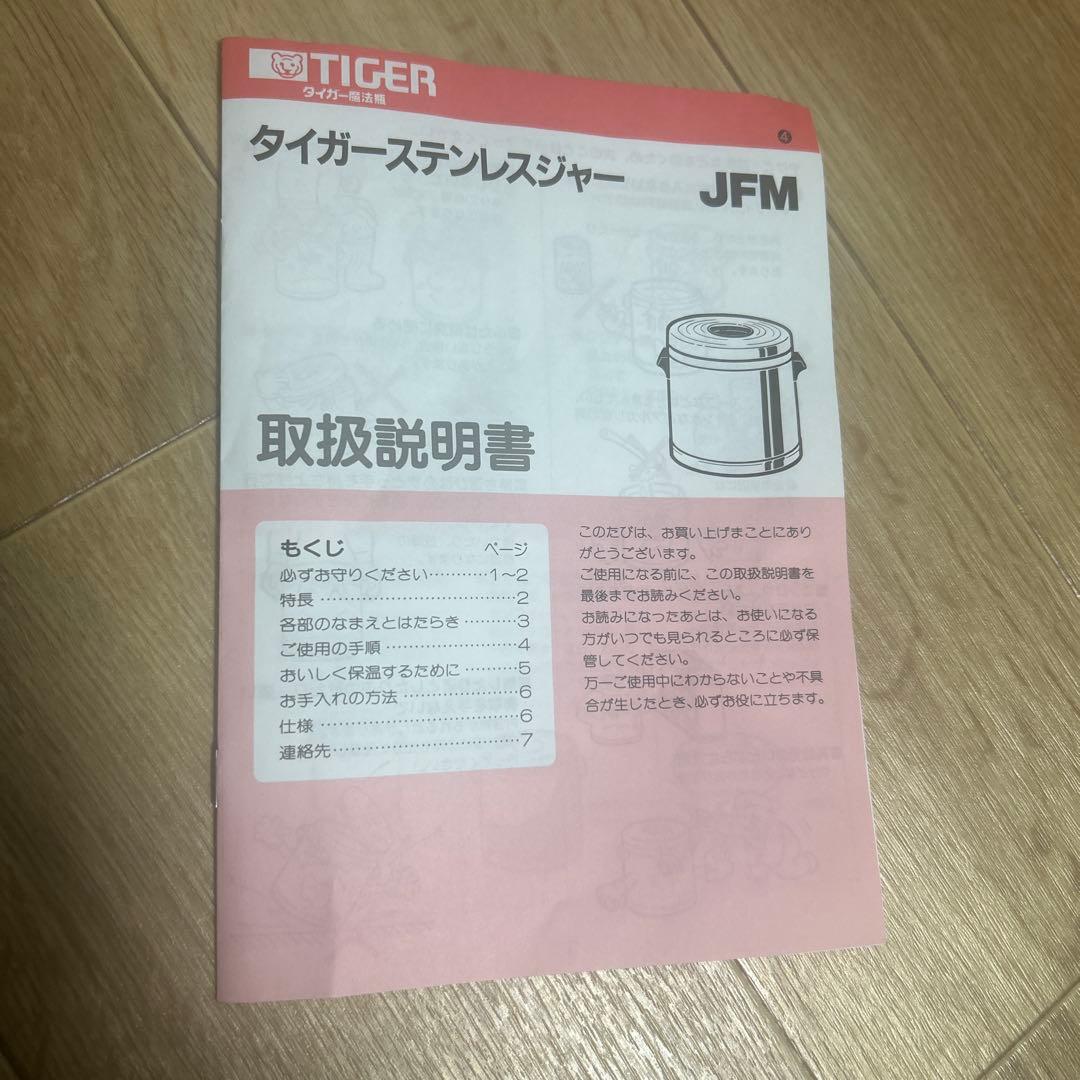 TIGER
タイガー魔法瓶
4
タイガーステンレスジャー
JFM
取扱説明書
もくじ ページ
必ずお守りください…………1〜2
特長…………………………………2
各部のなまえとはたらき…………3
ご使用の手順………………………4
おいしく保温するために…………5
お手入れの方法……………………6
仕様…………………………………6
連絡先………………………………7
このたびは、お買い上げまことにあり
がとうございます。
ご使用になる前に、この取扱説明書を
最後までお読みください。
お読みになったあとは、お使いになる
方がいつでも見られるところに必ず保
管してください。
万一ご使用中にわからないことや不具
合が生じたとき、必ずお役に立ちます。